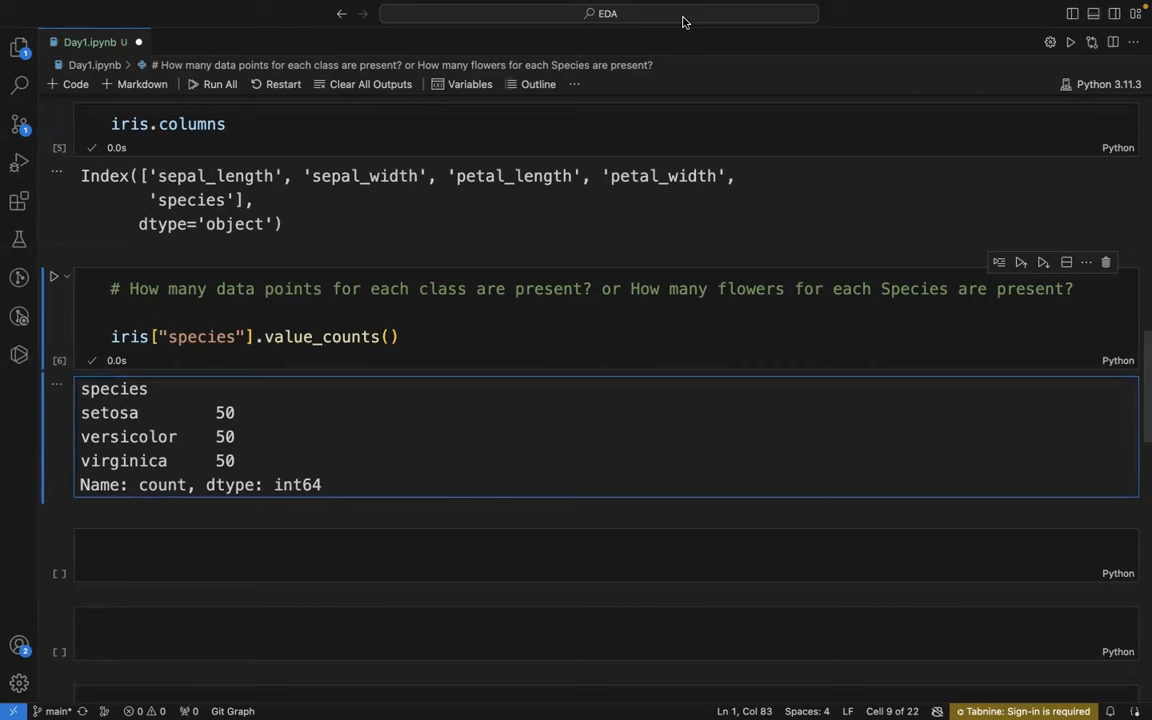 EDA
Day1.ipynb U
Day1.ipynb > # How many data points for each class are present? or How many flowers for each Species are present?
+ Code + Markdown Run All Restart Clear All Outputs Variables Outline ... Python 3.11.3
iris.columns
[5] 0.0s Python
... Index(['sepal_length', 'sepal_width', 'petal_length', 'petal_width',
'species'],
dtype='object')
1
1
# How many data points for each class are present? or How many flowers for each Species are present?
iris["species"].value_counts()
[6] 0.0s Python
... species
setosa 50
versicolor 50
virginica 50
Name: count, dtype: int64
[ ] Python
[ ] Python
2
main* 0 0 0 Git Graph Ln 1, Col 83 Spaces: 4 LF Cell 9 of 22 Tabnine: Sign-in is required